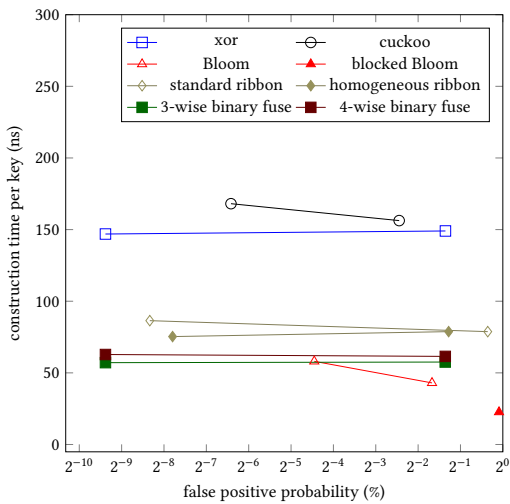 300
xor cuckoo
Bloom blocked Bloom
standard ribbon homogeneous ribbon
3-wise binary fuse 4-wise binary fuse
250
200
150
100
50
0
construction time per key (ns)
2⁻¹⁰ 2⁻⁹ 2⁻⁸ 2⁻⁷ 2⁻⁶ 2⁻⁵ 2⁻⁴ 2⁻³ 2⁻² 2⁻¹ 2⁰
false positive probability (%)